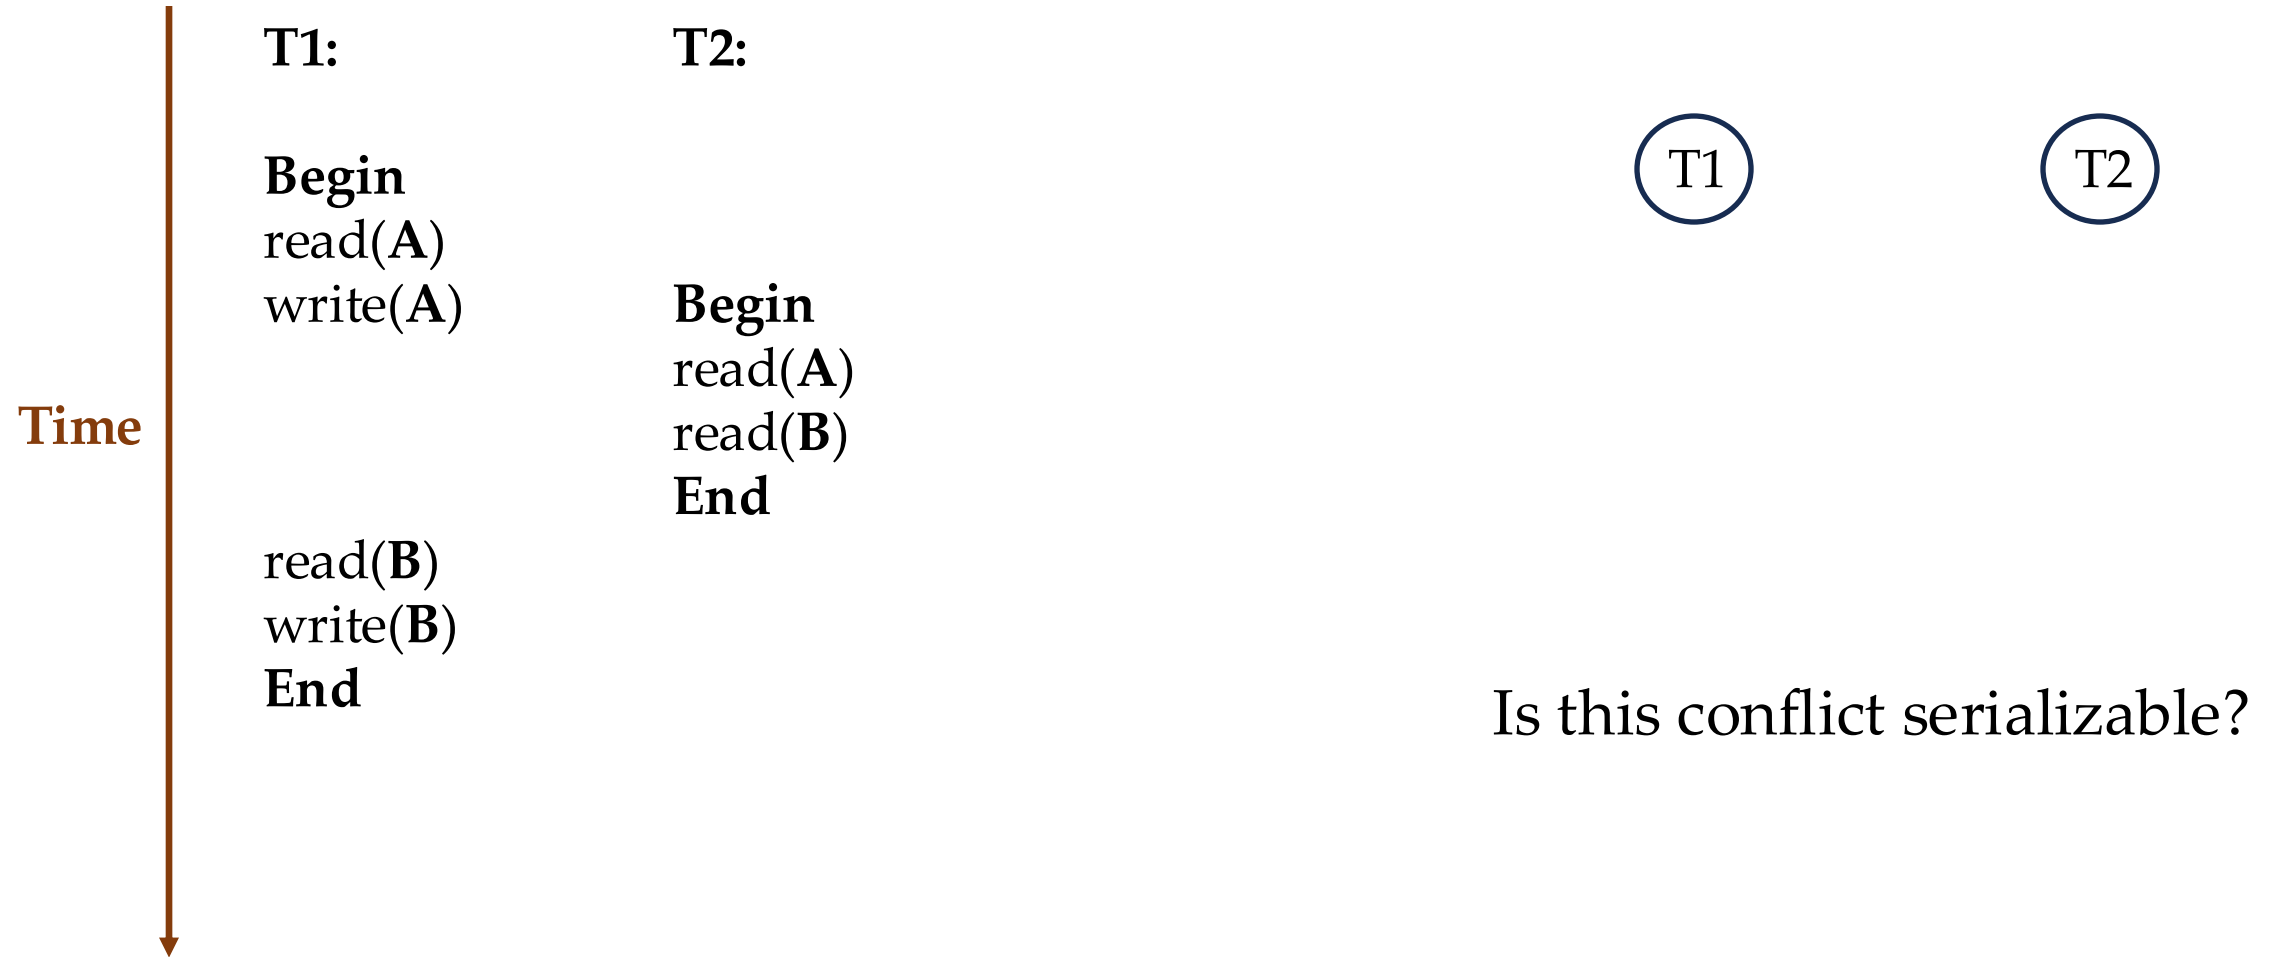 T1: T2:
T1 T2
Begin
read(A)
write(A) Begin
read(A)
Time read(B)
End
read(B)
write(B)
End
Is this conflict serializable?